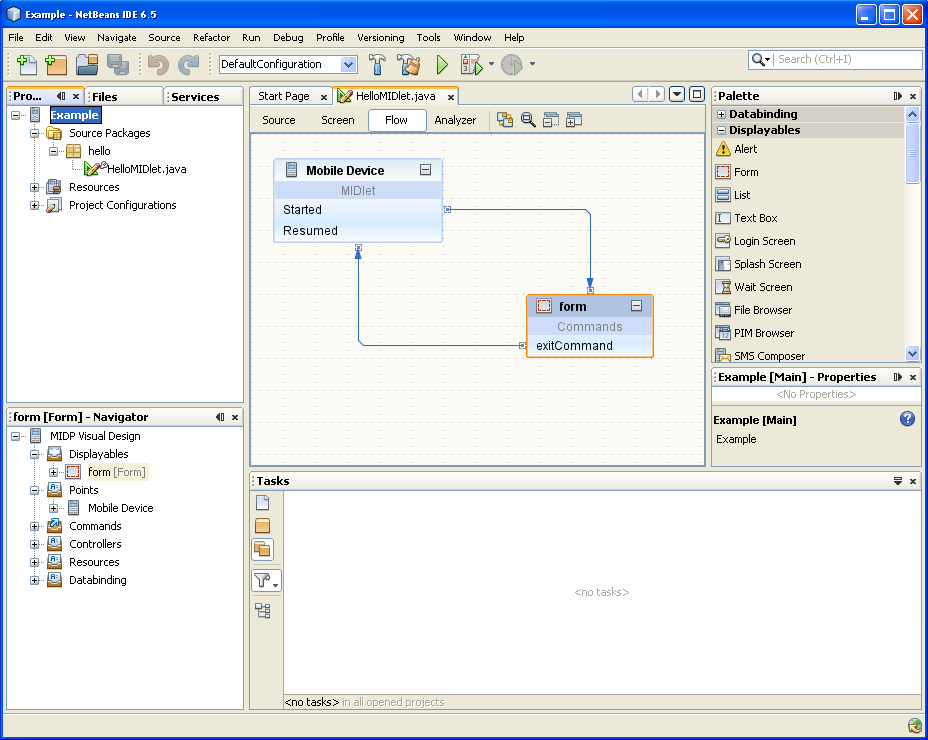 Example - NetBeans IDE 6.5
File Edit View Navigate Source Refactor Run Debug Profile Versioning Tools Window Help
DefaultConfiguration
Search (Ctrl+I)
Pro... Files Services
Example
Source Packages
hello
HelloMIDlet.java
Resources
Project Configurations
form [Form] - Navigator
MIDP Visual Design
Displayables
form [Form]
Points
Mobile Device
Commands
Controllers
Resources
Databinding
Start Page HelloMIDlet.java
Source Screen Flow Analyzer
Mobile Device
MIDlet
Started
Resumed
form
Commands
exitCommand
Palette
Databinding
Displayables
Alert
Form
List
Text Box
Login Screen
Splash Screen
Wait Screen
File Browser
PIM Browser
SMS Composer
Example [Main] - Properties
<No Properties>
Example [Main]
Example
Tasks
<no tasks>
<no tasks> in all opened projects